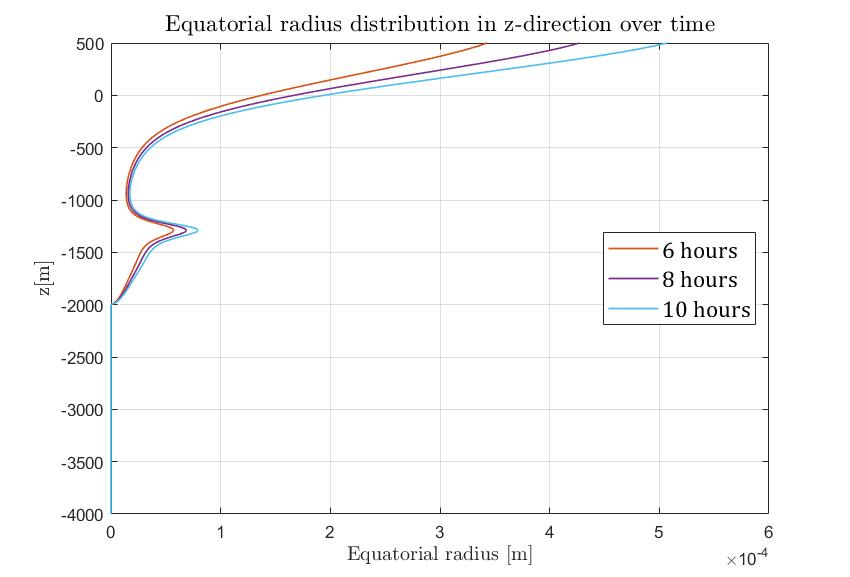 Equatorial radius distribution in z-direction over time
500
0
-500
-1000
-1500
-2000
-2500
-3000
-3500
-4000
z[m]
6 hours
8 hours
10 hours
0 1 2 3 4 5 6
Equatorial radius [m]
×10⁻⁴